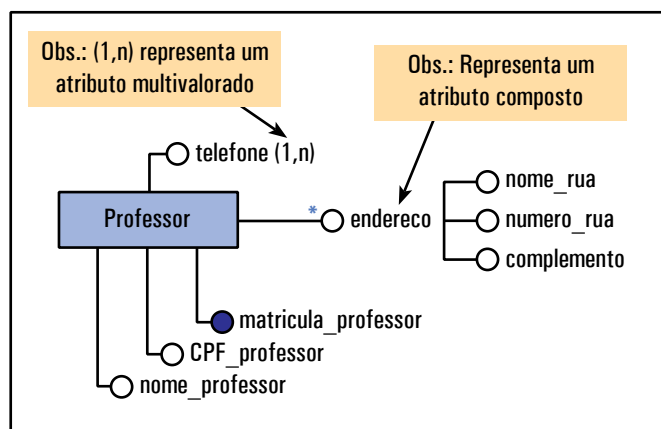 Obs.: (1,n) representa um
atributo multivalorado
Obs.: Representa um
atributo composto
telefone (1,n)
nome_rua
Professor
* endereco
numero_rua
complemento
matricula_professor
CPF_professor
nome_professor